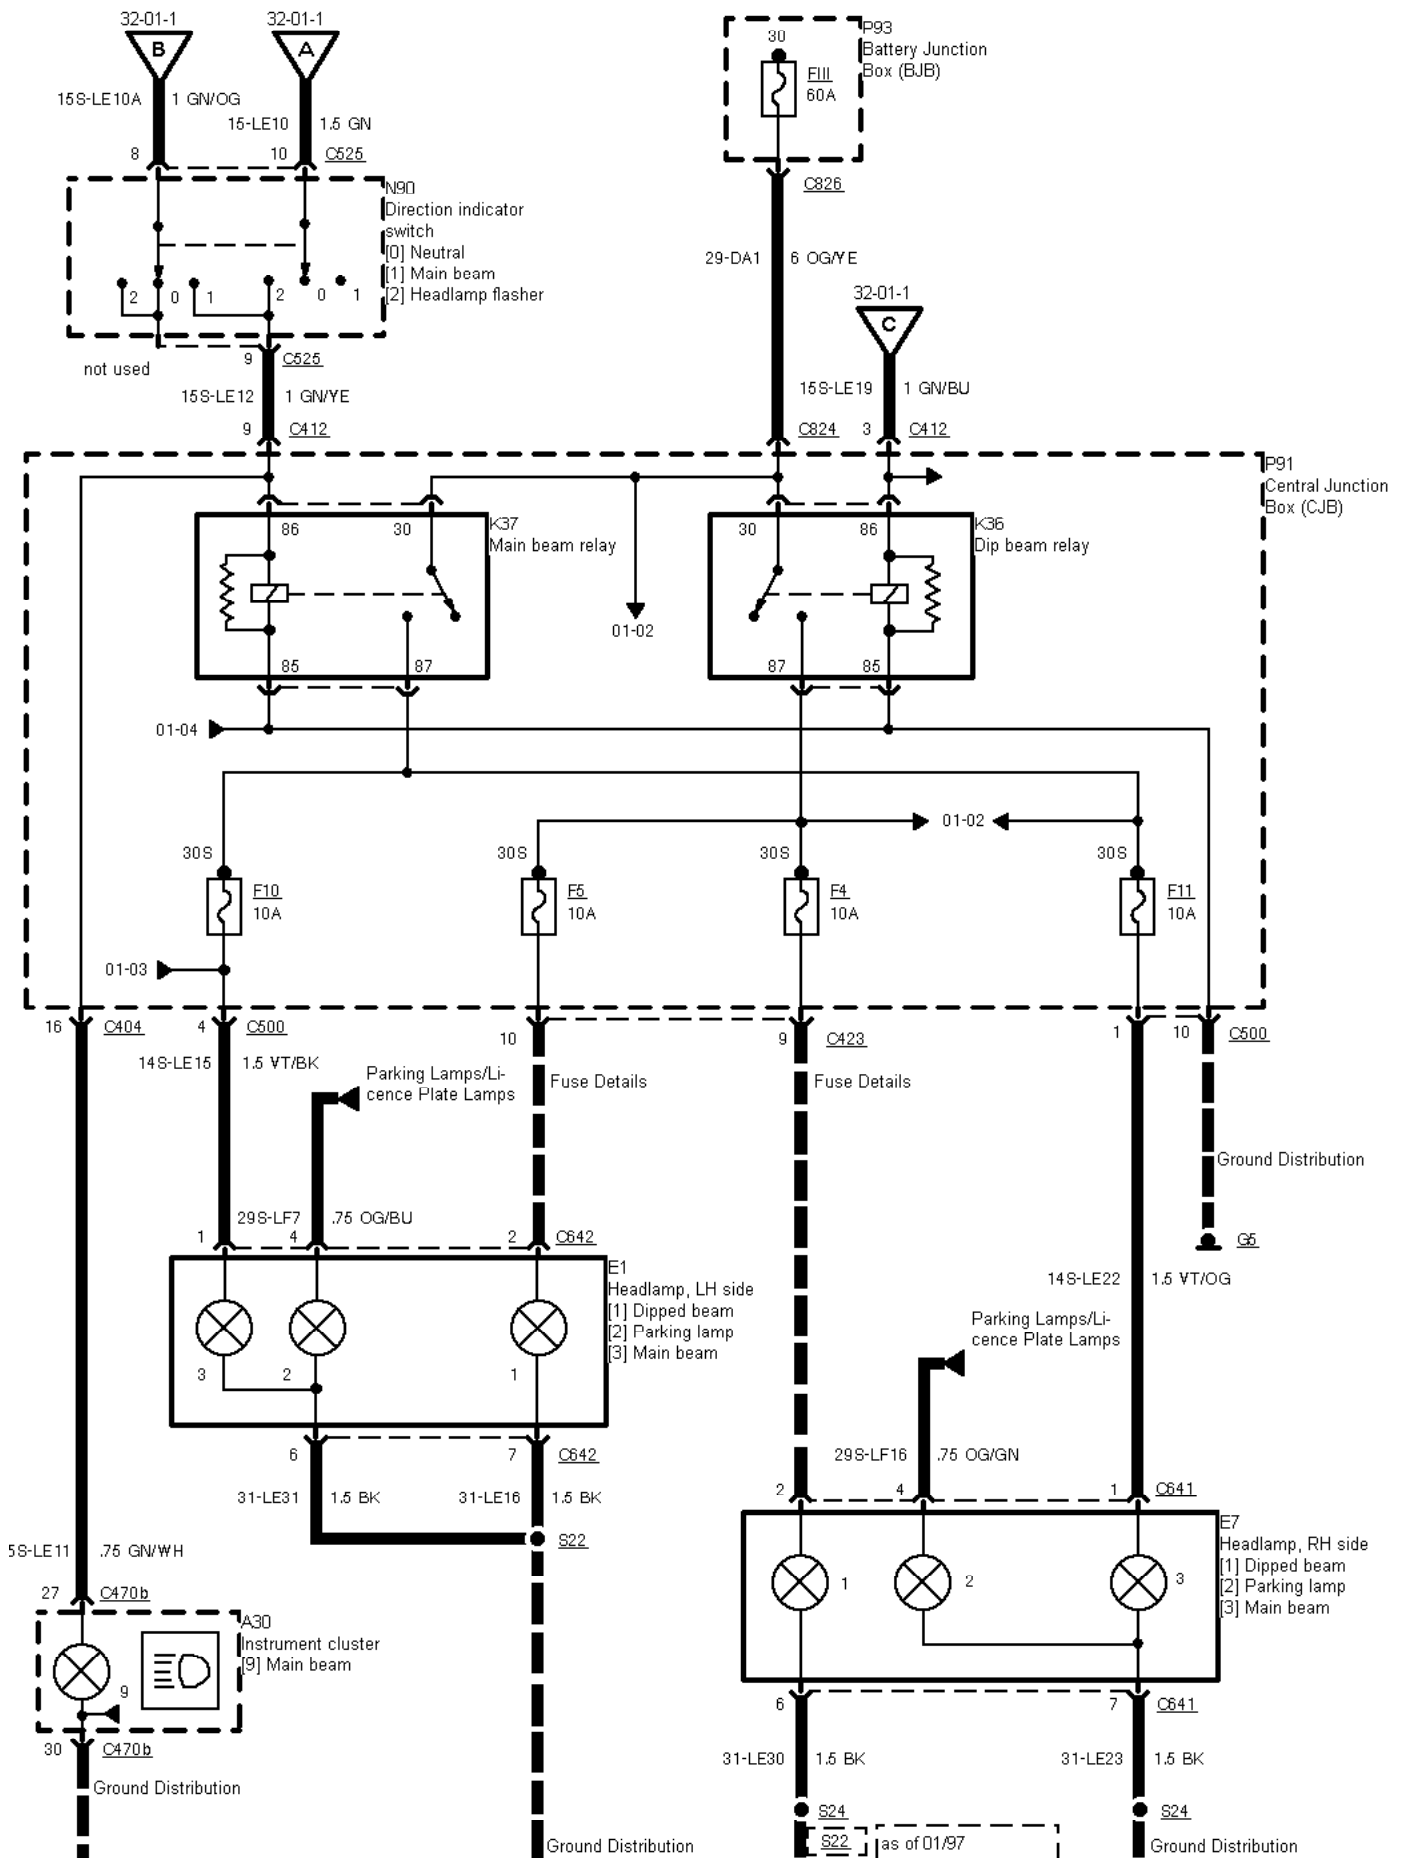 32-01-1
32-01-1
B
A
15S-LE10A
1 GN/OG
15-LE10
1.5 GN
8
10
C525
N90
Direction indicator
switch
[0] Neutral
[1] Main beam
[2] Headlamp flasher
2
0
1
2
0
1
not used
9
C525
15S-LE12
1 GN/YE
9
C412
P93
Battery Junction
Box (BJB)
30
FIII
60A
C826
29-DA1
6 OG/YE
32-01-1
C
15S-LE19
1 GN/BU
C824
3
C412
P91
Central Junction
Box (CJB)
86
30
K37
Main beam relay
85
87
30
86
K36
Dip beam relay
87
85
01-02
01-04
01-02
30S
F10
10A
30S
F5
10A
30S
F4
10A
30S
F11
10A
01-03
16
C404
4
C500
10
9
C423
1
10
C500
14S-LE15
1.5 VT/BK
Parking Lamps/Li-
cence Plate Lamps
Fuse Details
Fuse Details
Ground Distribution
G5
29S-LF7
.75 OG/BU
1
4
2
C642
E1
Headlamp, LH side
[1] Dipped beam
[2] Parking lamp
[3] Main beam
3
2
1
6
7
C642
31-LE31
1.5 BK
31-LE16
1.5 BK
S22
14S-LE22
1.5 VT/OG
Parking Lamps/Li-
cence Plate Lamps
29S-LF16
.75 OG/GN
2
4
1
C641
E7
Headlamp, RH side
[1] Dipped beam
[2] Parking lamp
[3] Main beam
1
2
3
6
7
C641
31-LE30
1.5 BK
31-LE23
1.5 BK
S24
S24
S22
as of 01/97
Ground Distribution
5S-LE11
.75 GN/WH
27
C470b
A30
Instrument cluster
[9] Main beam
9
30
C470b
Ground Distribution
Ground Distribution